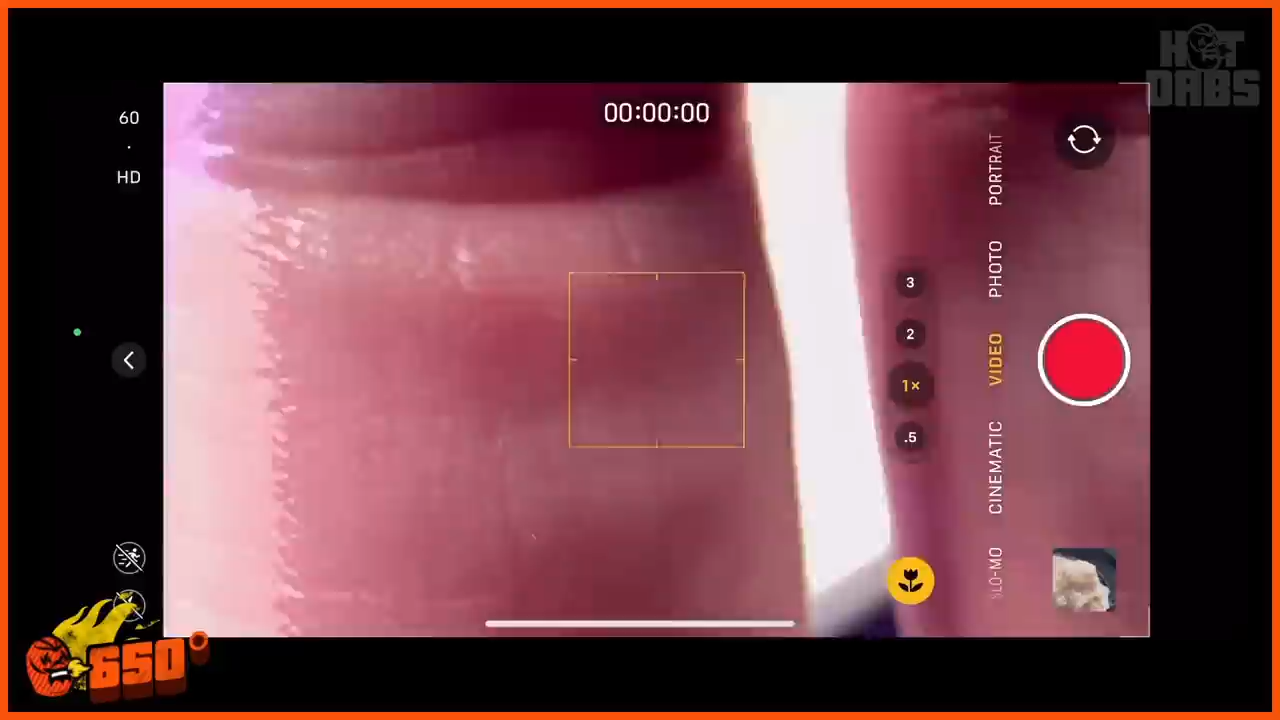 HOT
DABS
00:00:00
60
HD
PORTRAIT
PHOTO
VIDEO
CINEMATIC
SLO-MO
3
2
1×
.5
650°